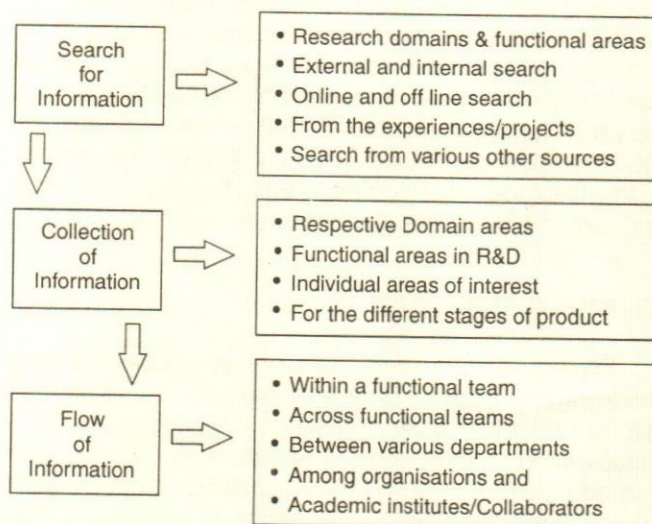 Search
for
Information
• Research domains & functional areas
• External and internal search
• Online and off line search
• From the experiences/projects
• Search from various other sources
Collection
of
Information
• Respective Domain areas
• Functional areas in R&D
• Individual areas of interest
• For the different stages of product
Flow
of
Information
• Within a functional team
• Across functional teams
• Between various departments
• Among organisations and
• Academic institutes/Collaborators